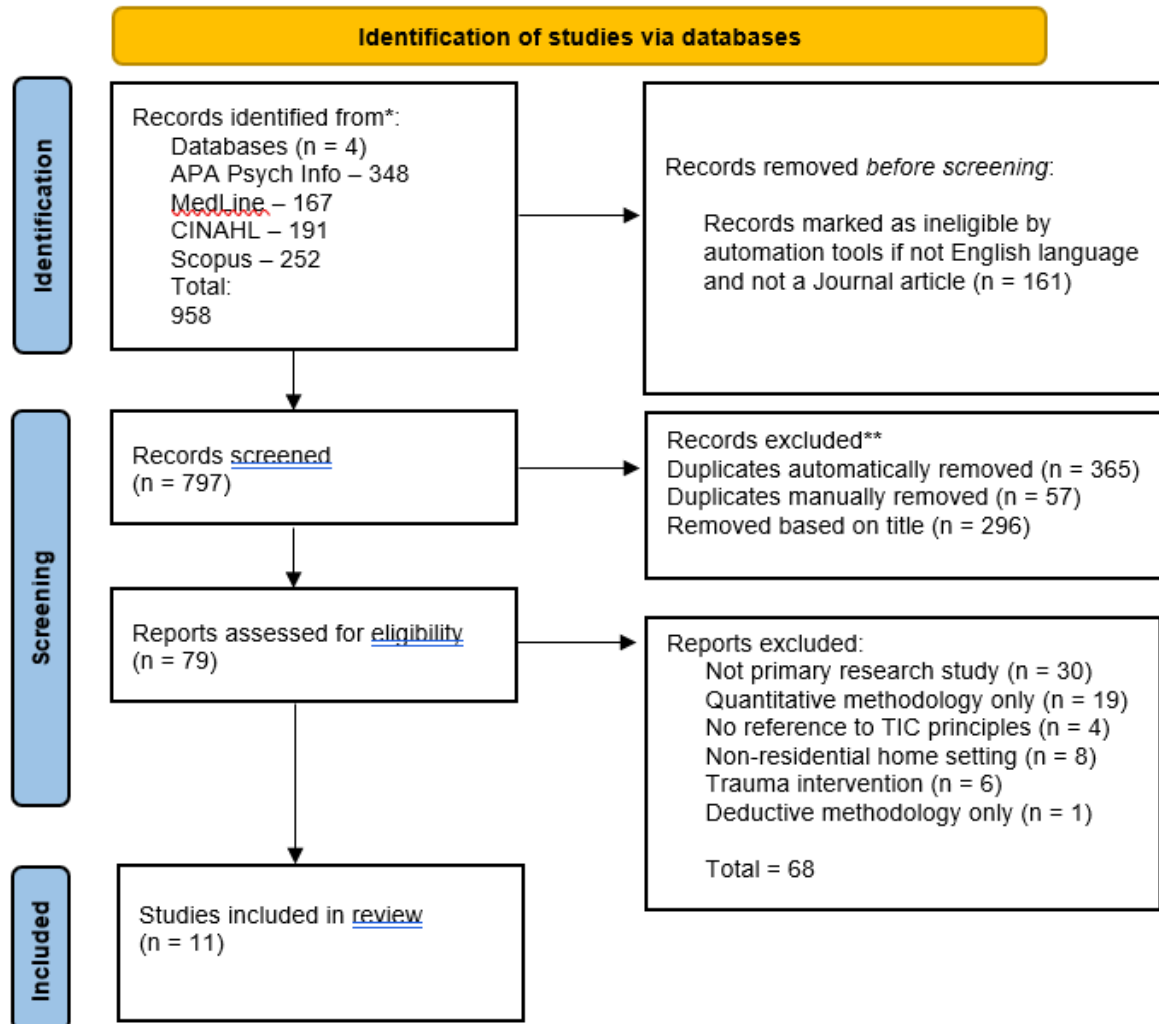 Identification of studies via databases
Identification
Records identified from*:
Databases (n = 4)
APA Psych Info – 348
MedLine – 167
CINAHL – 191
Scopus – 252
Total:
958
Records removed before screening:
Records marked as ineligible by
automation tools if not English language
and not a Journal article (n = 161)
Screening
Records screened
(n = 797)
Records excluded**
Duplicates automatically removed (n = 365)
Duplicates manually removed (n = 57)
Removed based on title (n = 296)
Reports assessed for eligibility
(n = 79)
Reports excluded:
Not primary research study (n = 30)
Quantitative methodology only (n = 19)
No reference to TIC principles (n = 4)
Non-residential home setting (n = 8)
Trauma intervention (n = 6)
Deductive methodology only (n = 1)
Total = 68
Included
Studies included in review
(n = 11)